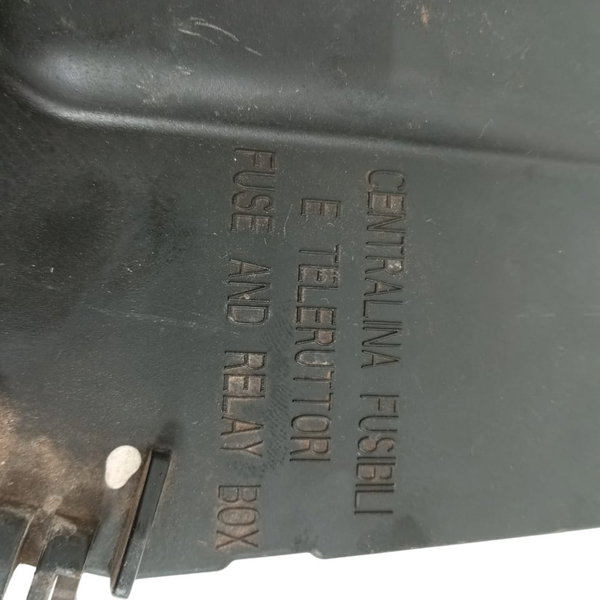 CENTRALINA FUSIBILI
E TELERUTTORI
FUSE AND RELAY BOX